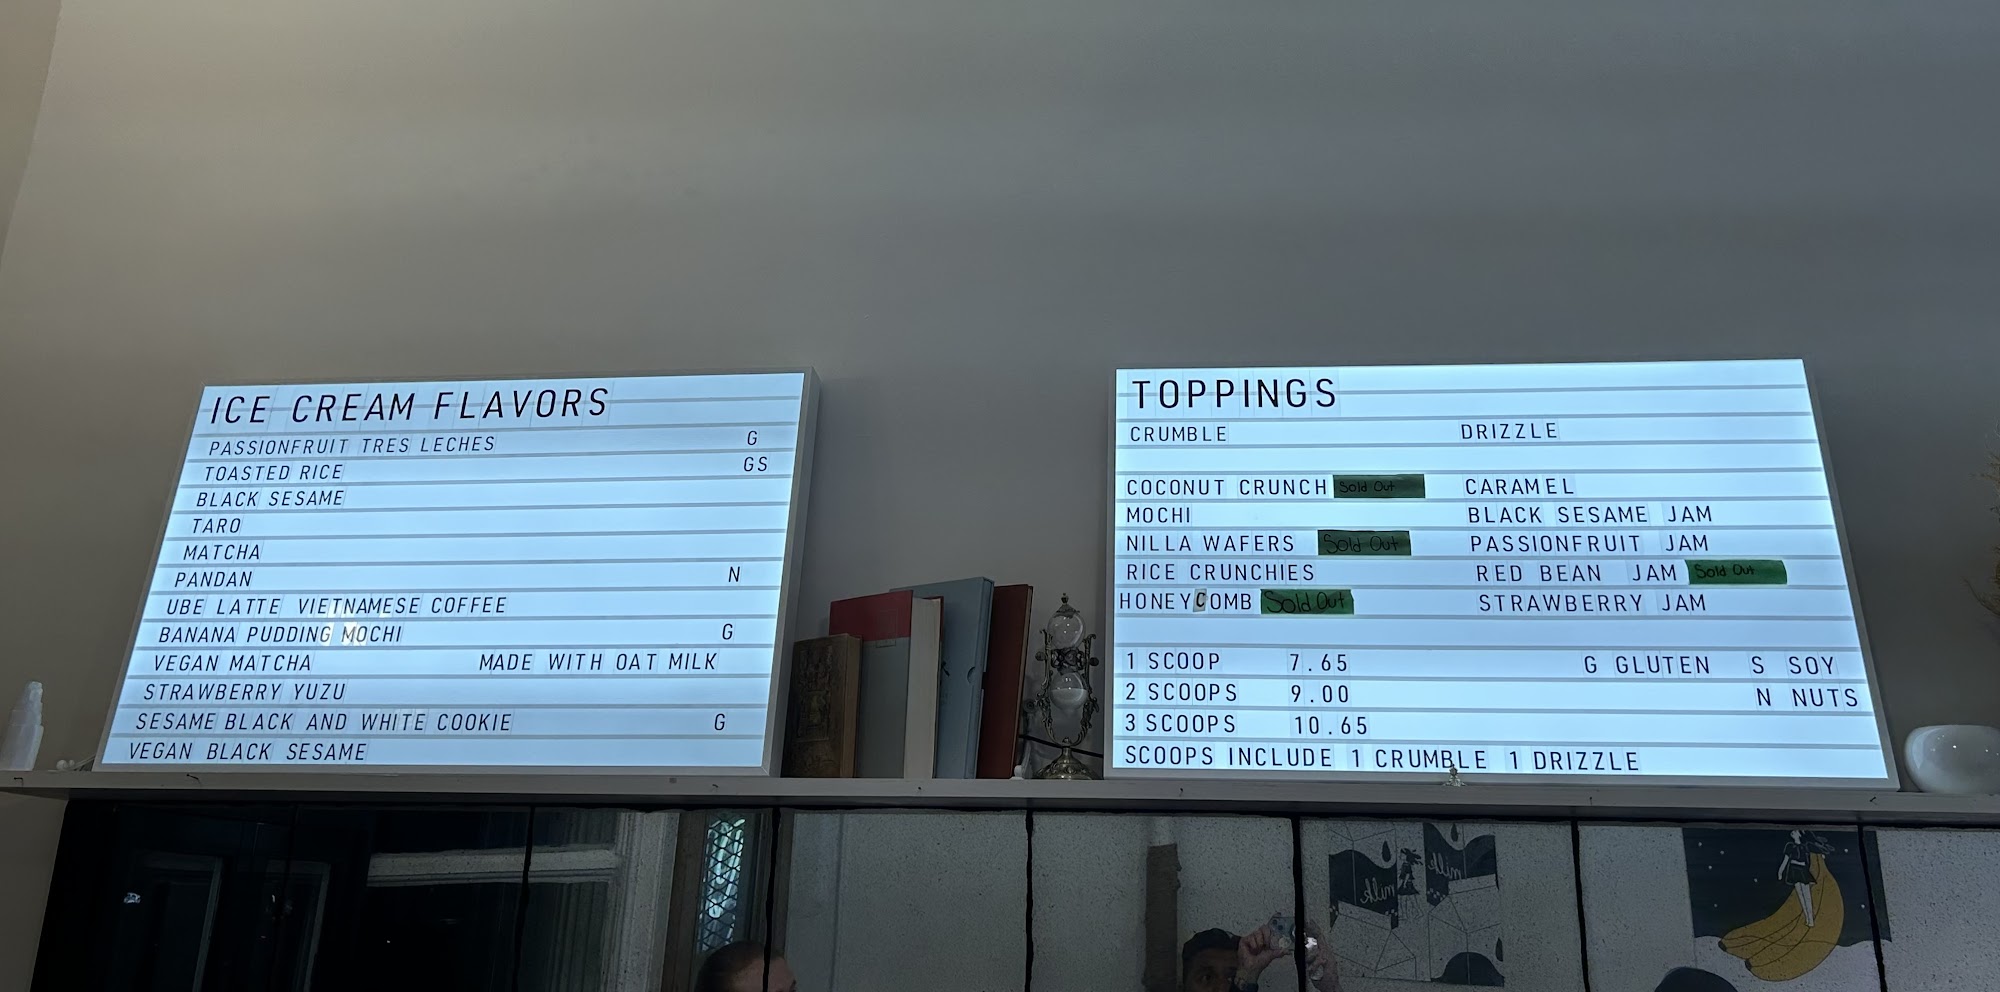 ICE CREAM FLAVORS
PASSIONFRUIT TRES LECHES G
TOASTED RICE GS
BLACK SESAME
TARO
MATCHA
PANDAN N
UBE LATTE VIETNAMESE COFFEE
BANANA PUDDING MOCHI G
VEGAN MATCHA MADE WITH OAT MILK
STRAWBERRY YUZU
SESAME BLACK AND WHITE COOKIE G
VEGAN BLACK SESAME
TOPPINGS
CRUMBLE DRIZZLE
COCONUT CRUNCH Sold Out CARAMEL
MOCHI BLACK SESAME JAM
NILLA WAFERS Sold Out PASSIONFRUIT JAM
RICE CRUNCHIES RED BEAN JAM Sold Out
HONEYCOMB Sold Out STRAWBERRY JAM
1 SCOOP 7.65 G GLUTEN S SOY
2 SCOOPS 9.00 N NUTS
3 SCOOPS 10.65
SCOOPS INCLUDE 1 CRUMBLE 1 DRIZZLE
milk
milk